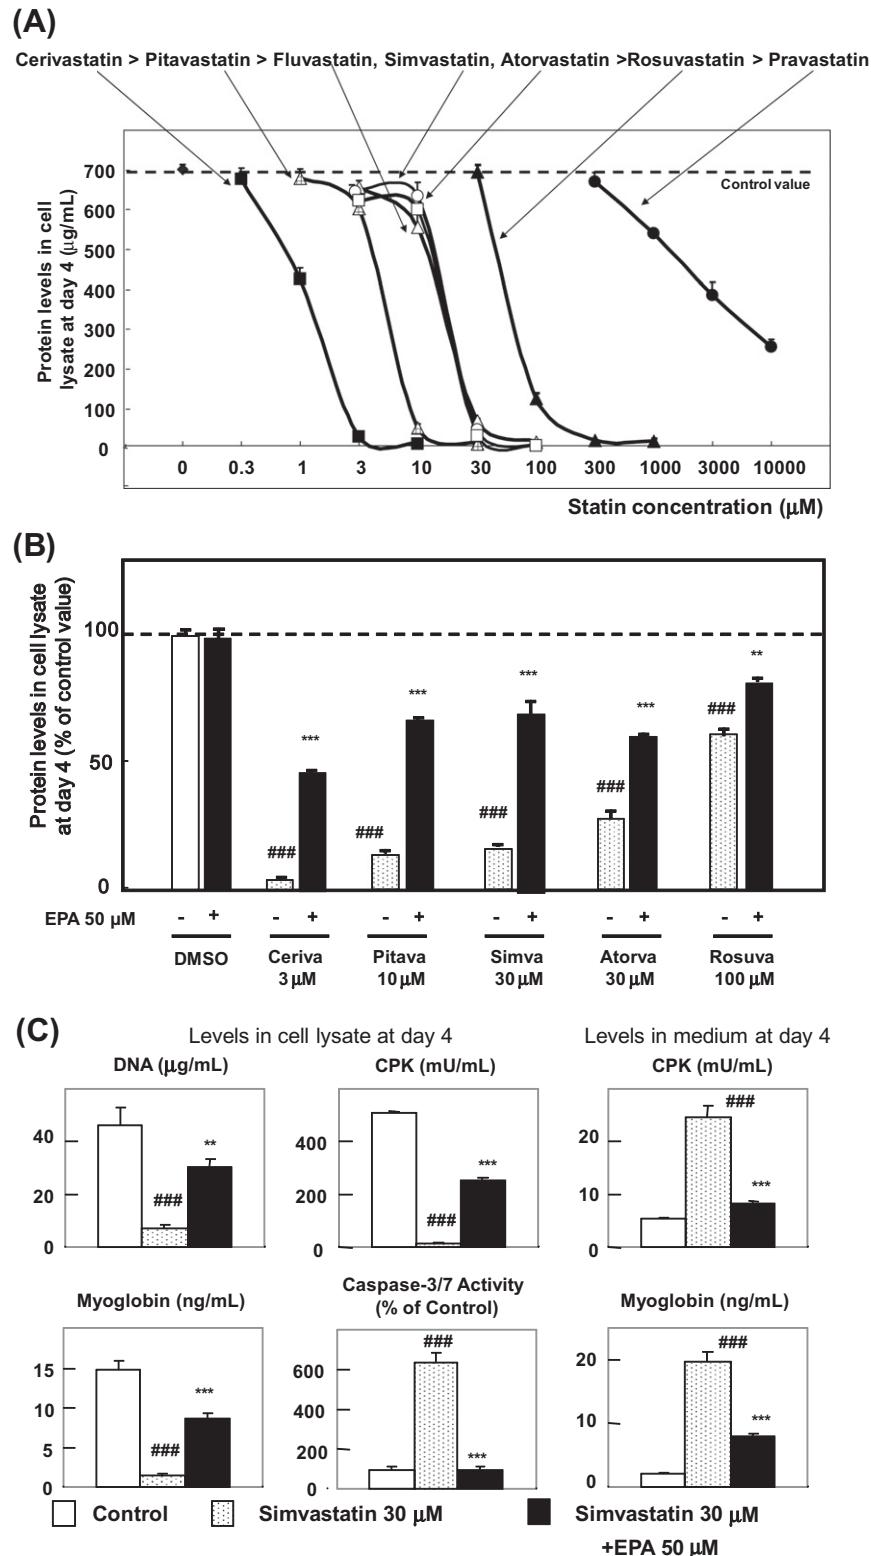 (A)
Cerivastatin > Pitavastatin > Fluvastatin, Simvastatin, Atorvastatin >Rosuvastatin > Pravastatin
Protein levels in cell
lysate at day 4 (μg/mL)
700
600
500
400
300
200
100
0
Control value
0 0.3 1 3 10 30 100 300 1000 3000 10000
Statin concentration (μM)
(B)
Protein levels in cell lysate
at day 4 (% of control value)
100
50
0
###
***
###
***
###
***
###
***
###
**
EPA 50 μM - + - + - + - + - + - +
DMSO Ceriva Pitava Simva Atorva Rosuva
3 μM 10 μM 30 μM 30 μM 100 μM
(C)
Levels in cell lysate at day 4 Levels in medium at day 4
DNA (μg/mL) CPK (mU/mL) CPK (mU/mL)
40
20
0
###
**
400
200
0
###
***
20
10
0
###
***
Myoglobin (ng/mL)
15
10
5
0
###
***
Caspase-3/7 Activity
(% of Control)
600
400
200
0
###
***
Myoglobin (ng/mL)
20
10
0
###
***
Control Simvastatin 30 μM Simvastatin 30 μM
+EPA 50 μM